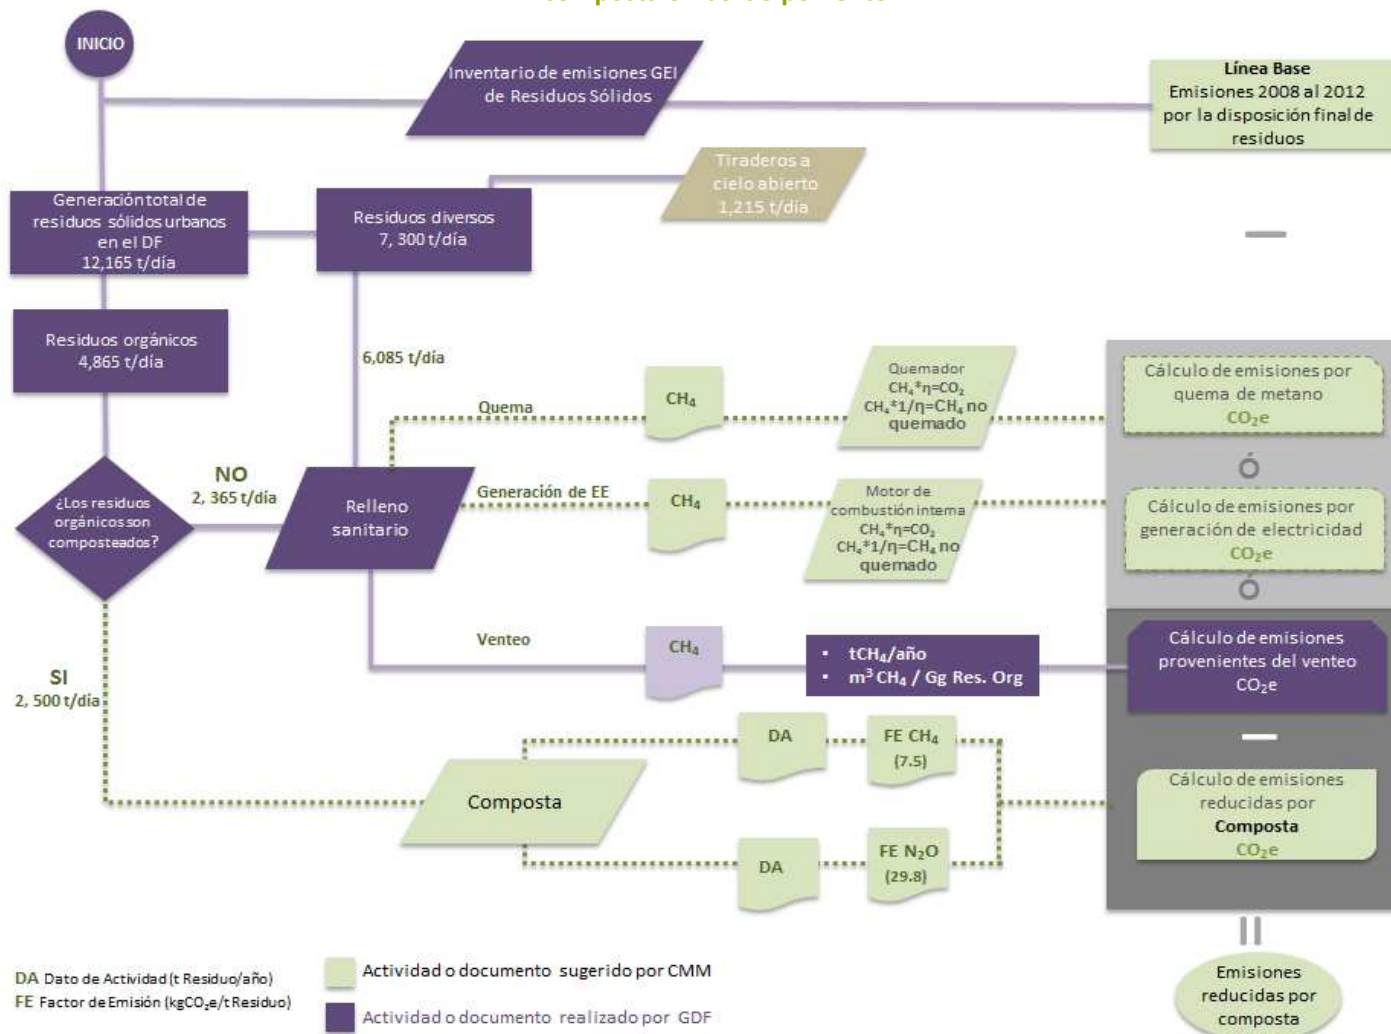 INICIO
Inventario de emisiones GEI
de Residuos Sólidos
Línea Base
Emisiones 2008 al 2012
por la disposición final de
residuos
Tiraderos a
cielo abierto
1,215 t/día
Generación total de
residuos sólidos urbanos
en el DF
12,165 t/día
Residuos diversos
7, 300 t/día
Residuos orgánicos
4,865 t/día
6,085 t/día
Quema
CH₄
Quemador
CH₄*η=CO₂
CH₄*1/η=CH₄ no
quemado
Cálculo de emisiones por
quema de metano
CO₂e
Ó
¿Los residuos
orgánicos son
composteados?
NO
2, 365 t/día
Relleno
sanitario
Generación de EE
CH₄
Motor de
combustión interna
CH₄*η=CO₂
CH₄*1/η=CH₄ no
quemado
Cálculo de emisiones por
generación de electricidad
CO₂e
Ó
Venteo
CH₄
• tCH₄/año
• m³ CH₄ / Gg Res. Org
Cálculo de emisiones
provenientes del venteo
CO₂e
SI
2, 500 t/día
Composta
DA
FE CH₄
(7.5)
DA
FE N₂O
(29.8)
Cálculo de emisiones
reducidas por
Composta
CO₂e
Emisiones
reducidas por
composta
DA Dato de Actividad (t Residuo/año)
FE Factor de Emisión (kgCO₂e/t Residuo)
Actividad o documento sugerido por CMM
Actividad o documento realizado por GDF